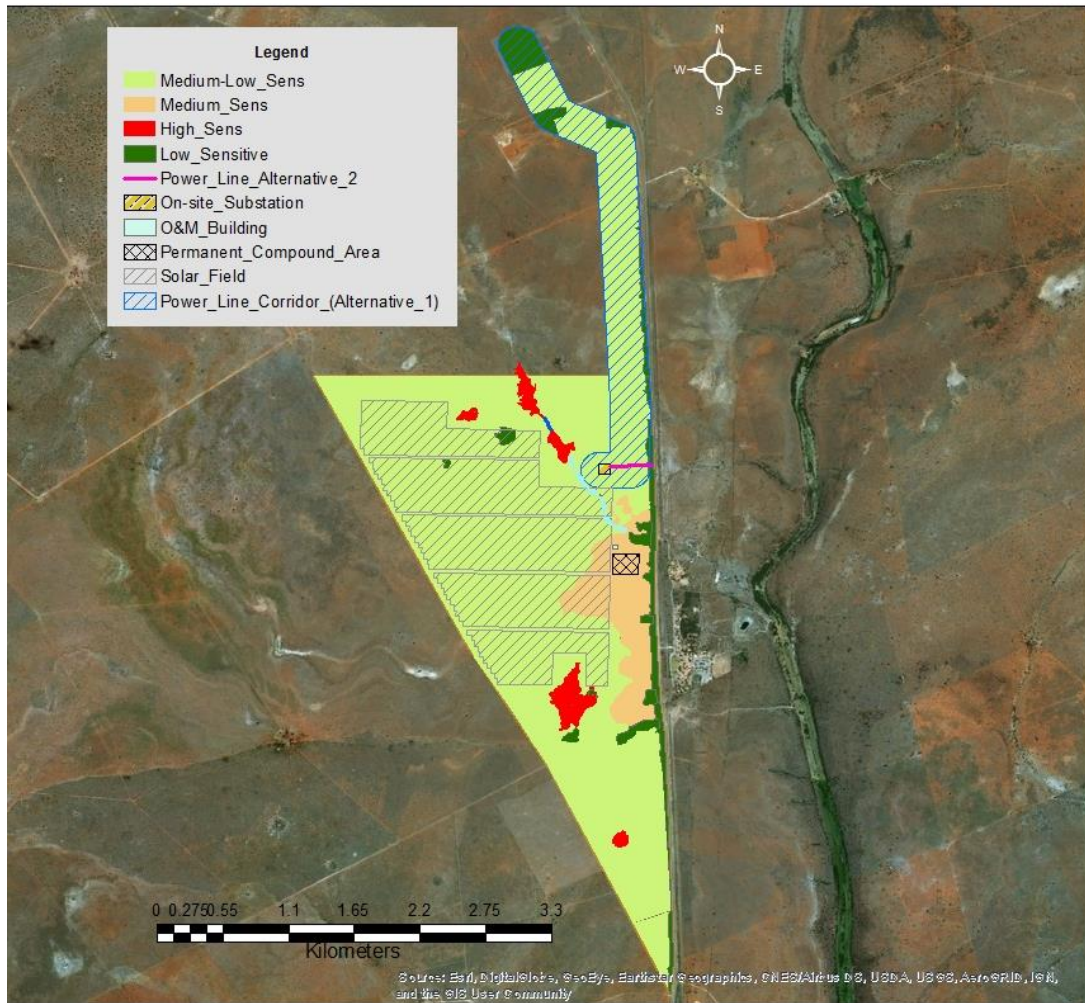 Legend
Medium-Low_Sens
Medium_Sens
High_Sens
Low_Sensitive
Power_Line_Alternative_2
On-site_Substation
O&M_Building
Permanent_Compound_Area
Solar_Field
Power_Line_Corridor_(Alternative_1)
N
W E
S
0 0.275 0.55 1.1 1.65 2.2 2.75 3.3
Kilometers
Source: Esri, DigitalGlobe, GeoEye, Earthstar Geographics, CNES/Airbus DS, USDA, USGS, AeroGRID, IGN,
and the GIS User Community